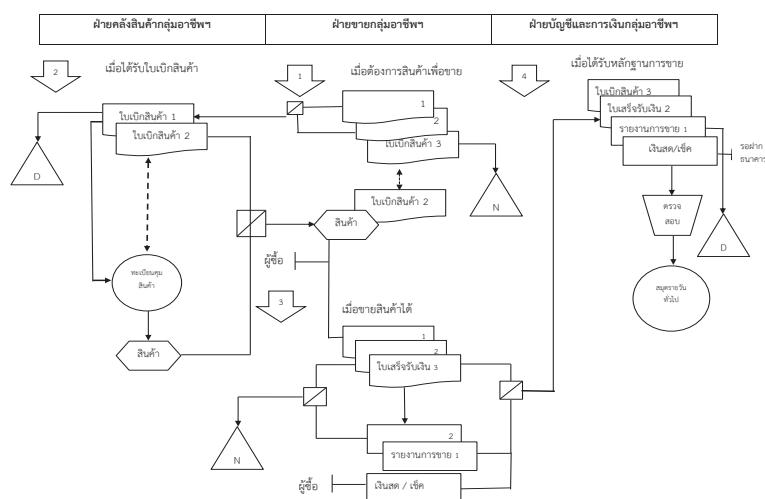 ฝ่ายคลังสินค้ากลุ่มอาชีพฯ
ฝ่ายขายกลุ่มอาชีพฯ
ฝ่ายบัญชีและการเงินกลุ่มอาชีพฯ
2
เมื่อได้รับใบเบิกสินค้า
1
เมื่อต้องการสินค้าเพื่อขาย
4
เมื่อได้รับหลักฐานการขาย
ใบเบิกสินค้า 1
ใบเบิกสินค้า 2
D
ทะเบียนคุม
สินค้า
สินค้า
1
2
ใบเบิกสินค้า 3
N
ใบเบิกสินค้า 2
สินค้า
ผู้ซื้อ
3
เมื่อขายสินค้าได้
2
ใบเสร็จรับเงิน 3
N
2
รายงานการขาย 1
ผู้ซื้อ
เงินสด / เช็ค
ใบเบิกสินค้า 3
ใบเสร็จรับเงิน 2
รายงานการขาย 1
เงินสด/เช็ค
รอฝาก
ธนาคาร
ตรวจ
สอบ
D
สมุดรายวัน
ทั่วไป